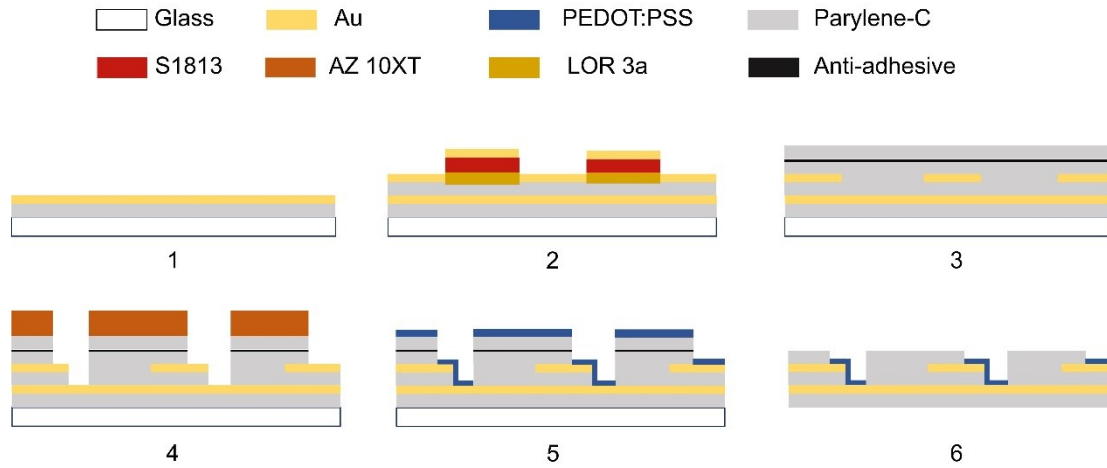 Glass Au PEDOT:PSS Parylene-C
S1813 AZ 10XT LOR 3a Anti-adhesive
1 2 3
4 5 6